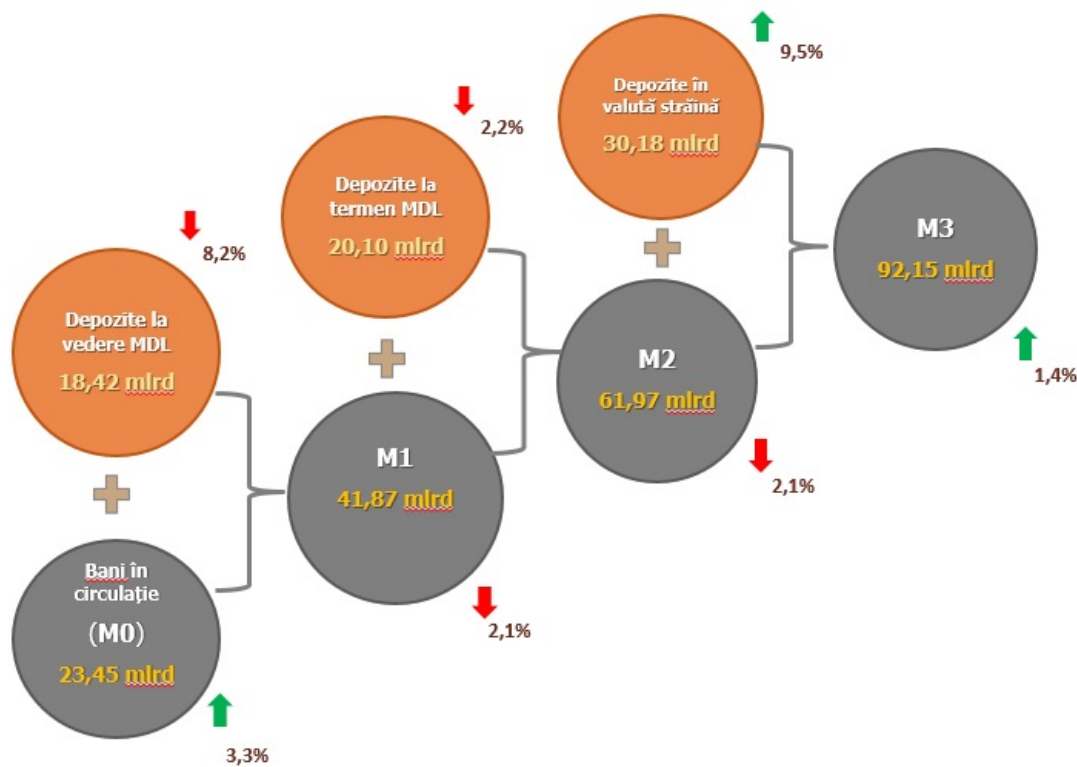 9,5%
Depozite în
valută străină
30,18 mlrd
2,2%
Depozite la
termen MDL
20,10 mlrd
M3
92,15 mlrd
1,4%
8,2%
Depozite la
vedere MDL
18,42 mlrd
M2
61,97 mlrd
2,1%
M1
41,87 mlrd
2,1%
Bani în
circulație
(M0)
23,45 mlrd
3,3%